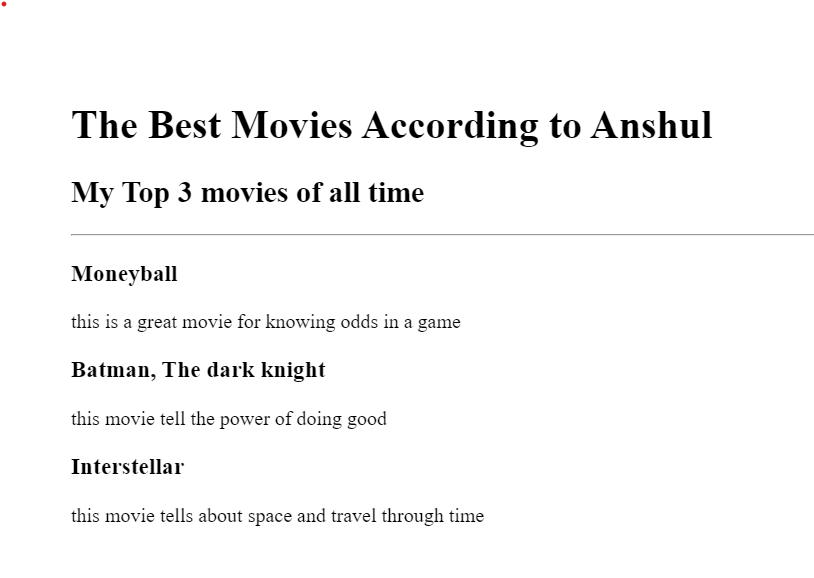 The Best Movies According to Anshul
My Top 3 movies of all time
Moneyball
this is a great movie for knowing odds in a game
Batman, The dark knight
this movie tell the power of doing good
Interstellar
this movie tells about space and travel through time